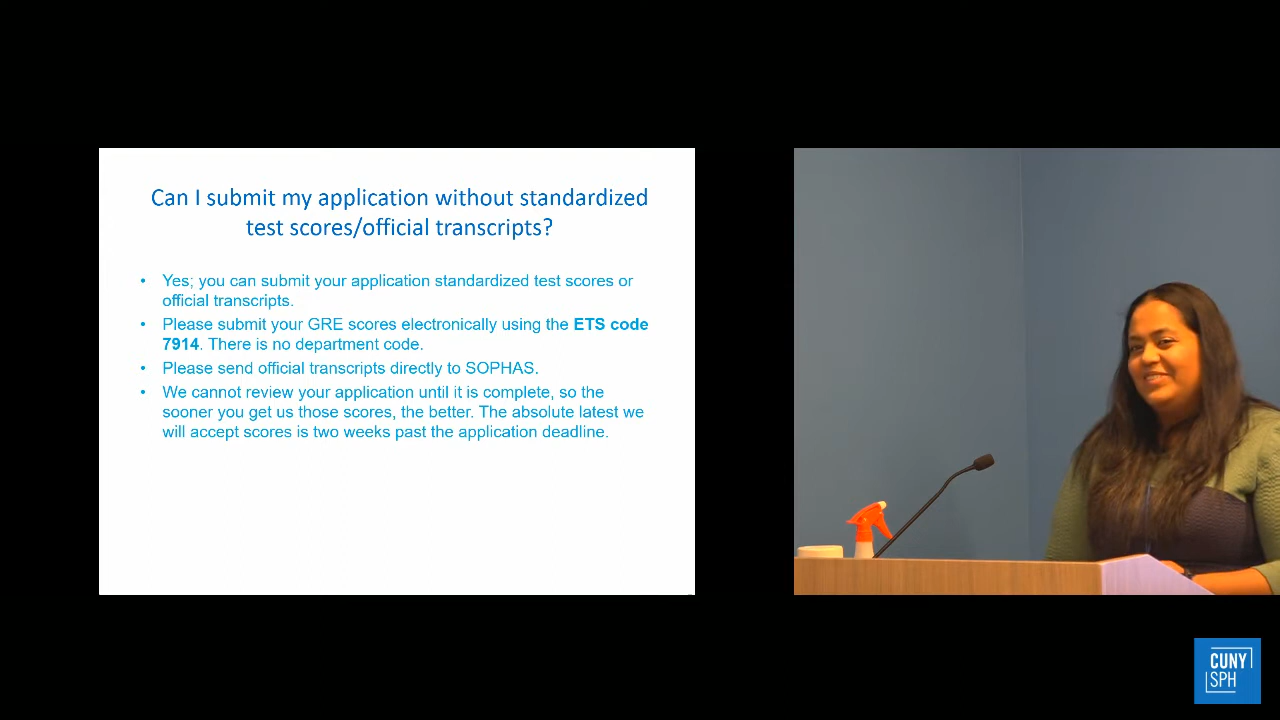 Can I submit my application without standardized
test scores/official transcripts?
• Yes; you can submit your application standardized test scores or
official transcripts.
• Please submit your GRE scores electronically using the ETS code
7914. There is no department code.
• Please send official transcripts directly to SOPHAS.
• We cannot review your application until it is complete, so the
sooner you get us those scores, the better. The absolute latest we
will accept scores is two weeks past the application deadline.
CUNY
SPH